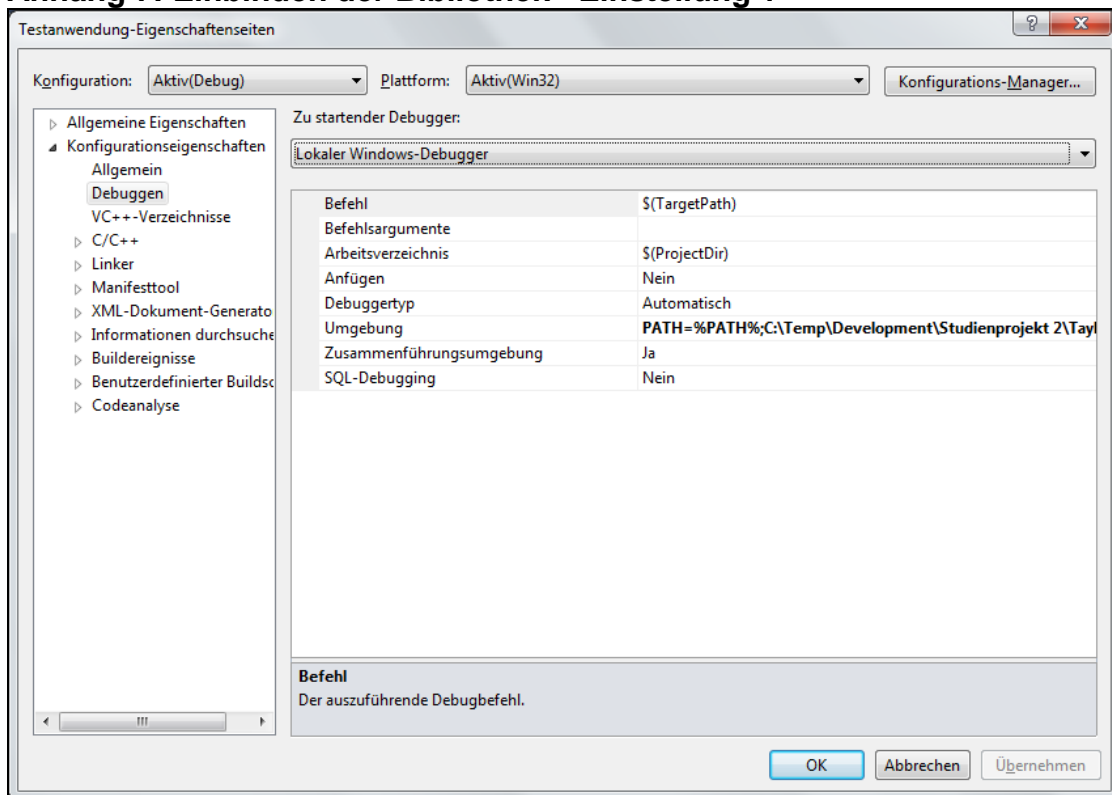 Testanwendung-Eigenschaftenseiten
Konfiguration: Aktiv(Debug) Plattform: Aktiv(Win32) Konfigurations-Manager...
Allgemeine Eigenschaften
Konfigurationseigenschaften
Allgemein
Debuggen
VC++-Verzeichnisse
C/C++
Linker
Manifesttool
XML-Dokument-Generato
Informationen durchsuche
Buildereignisse
Benutzerdefinierter Buildsc
Codeanalyse
Zu startender Debugger:
Lokaler Windows-Debugger
Befehl $(TargetPath)
Befehlsargumente
Arbeitsverzeichnis $(ProjectDir)
Anfügen Nein
Debuggertyp Automatisch
Umgebung PATH=%PATH%;C:\Temp\Development\Studienprojekt 2\Tayl
Zusammenführungsumgebung Ja
SQL-Debugging Nein
Befehl
Der auszuführende Debugbefehl.
OK Abbrechen Übernehmen